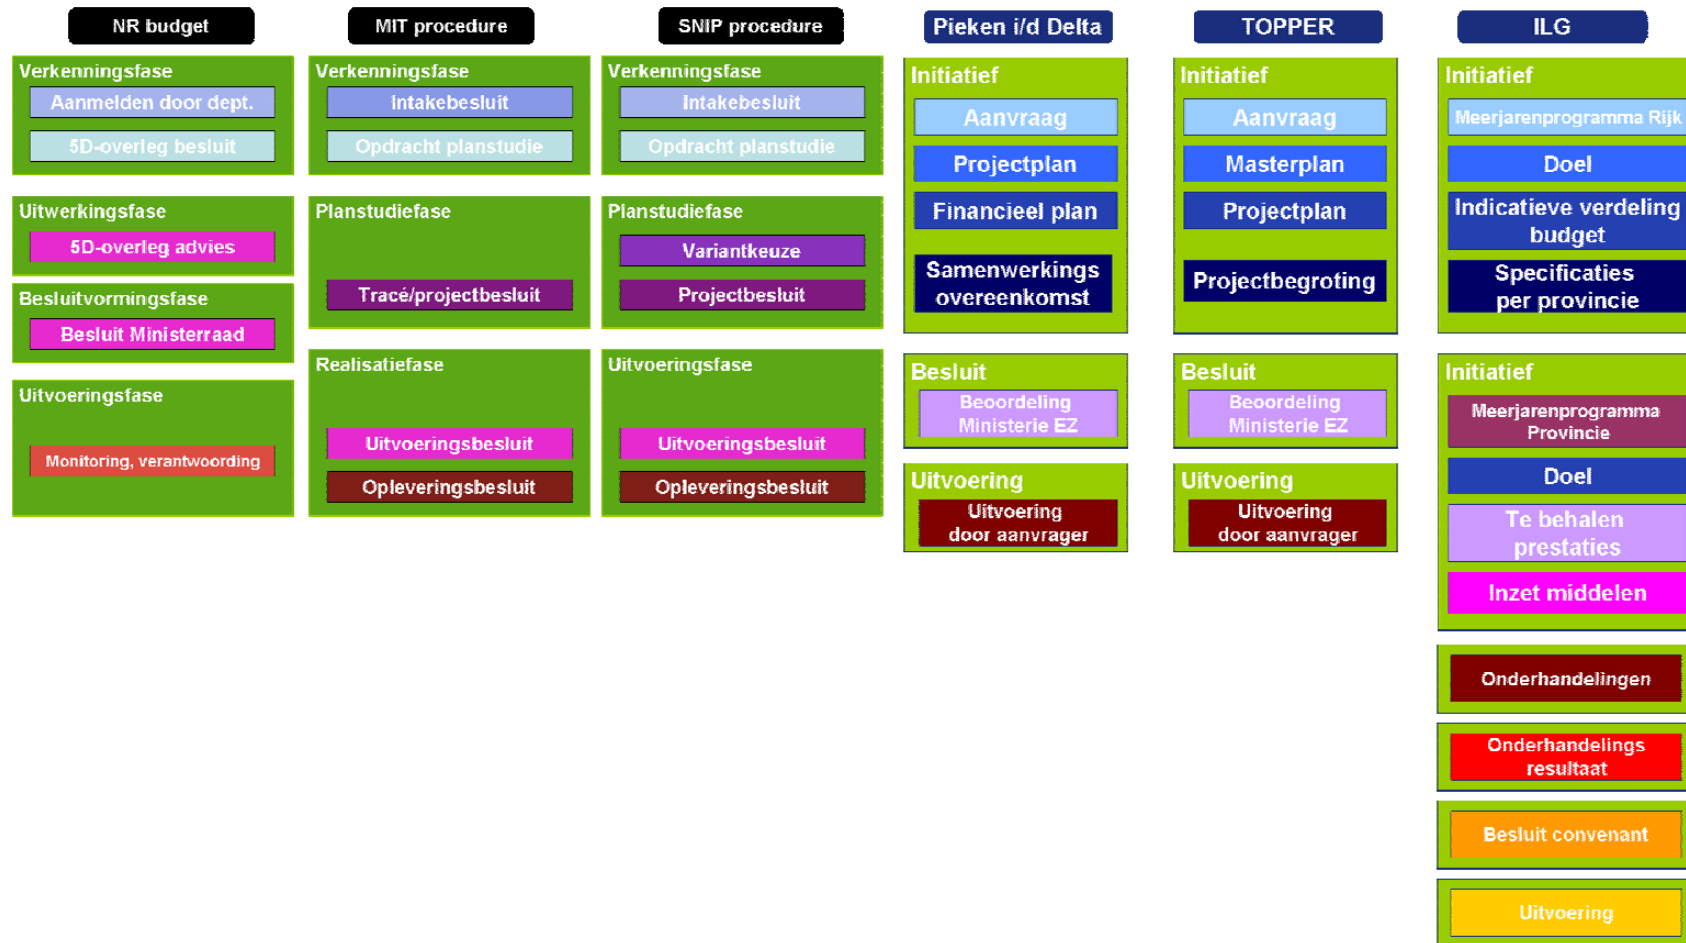 NR budget
Verkenningsfase
Aanmelden door dept.
5D-overleg besluit
Uitwerkingsfase
5D-overleg advies
Besluitvormingsfase
Besluit Ministerraad
Uitvoeringsfase
Monitoring, verantwoording
MIT procedure
Verkenningsfase
Intakebesluit
Opdracht planstudie
Planstudiefase
Tracé/projectbesluit
Realisatiefase
Uitvoeringsbesluit
Opleveringsbesluit
SNIP procedure
Verkenningsfase
Intakebesluit
Opdracht planstudie
Planstudiefase
Variantkeuze
Projectbesluit
Uitvoeringsfase
Uitvoeringsbesluit
Opleveringsbesluit
Pieken i/d Delta
Initiatief
Aanvraag
Projectplan
Financieel plan
Samenwerkings
overeenkomst
Besluit
Beoordeling
Ministerie EZ
Uitvoering
Uitvoering
door aanvrager
TOPPER
Initiatief
Aanvraag
Masterplan
Projectplan
Projectbegroting
Besluit
Beoordeling
Ministerie EZ
Uitvoering
Uitvoering
door aanvrager
ILG
Initiatief
Meerjarenprogramma Rijk
Doel
Indicatieve verdeling
budget
Specificaties
per provincie
Initiatief
Meerjarenprogramma
Provincie
Doel
Te behalen
prestaties
Inzet middelen
Onderhandelingen
Onderhandelings
resultaat
Besluit convenant
Uitvoering